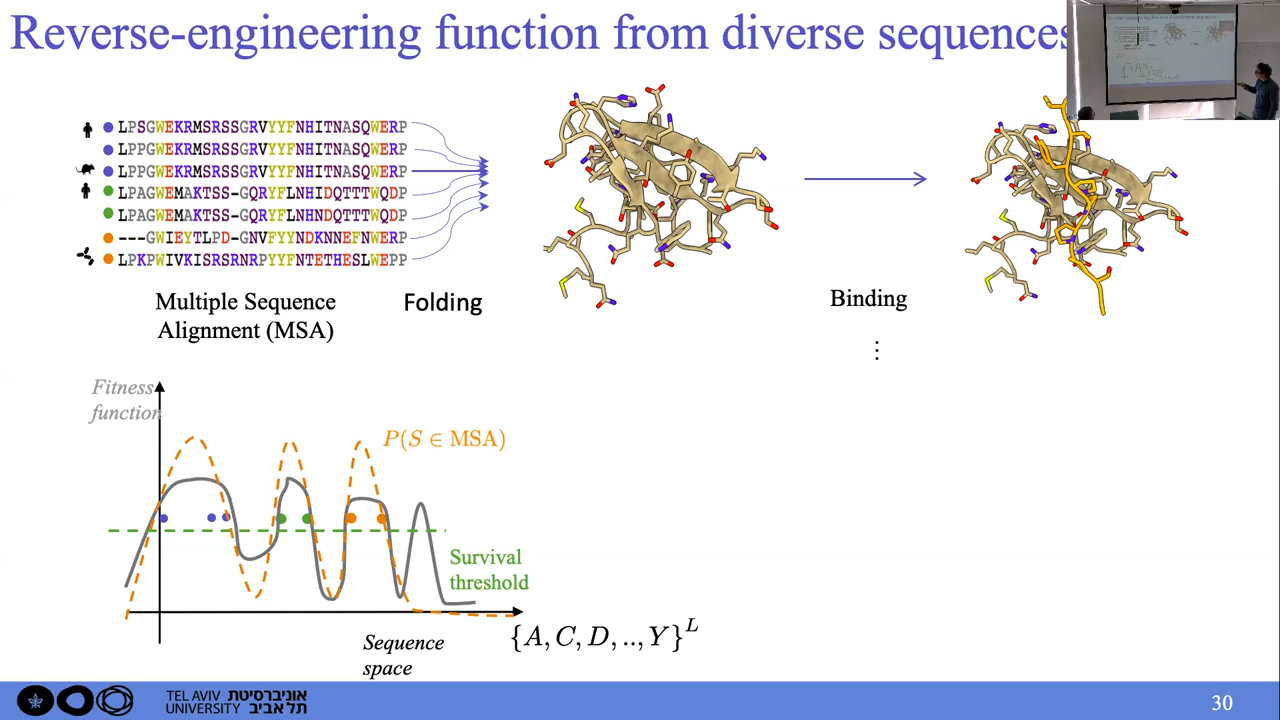 Reverse-engineering function from diverse sequences
LPSGWEKRMSRSSGRVYYFNHITNASQWERP
LPPGWEKRMSRSSGRVYYFNHITNASQWERP
LPPGWEKRMSRSSGRVYYFNHITNASQWERP
LPAGWEMAKTSS-GQRYFLNHIDQTTTWQDP
LPAGWEMAKTSS-GQRYFLNHNDQTTTWQDP
---GWIEYTLPD-GNVFYYNDKNNEFNWERP
LPKPWIVKISRSRNRPYYFNTETHESLWEPP
Multiple Sequence
Alignment (MSA)
Folding
Binding
⋮
Fitness
function
P(S ∈ MSA)
Survival
threshold
Sequence
space
{A, C, D, .., Y}^L
TEL AVIV אוניברסיטת
UNIVERSITY תל אביב
30